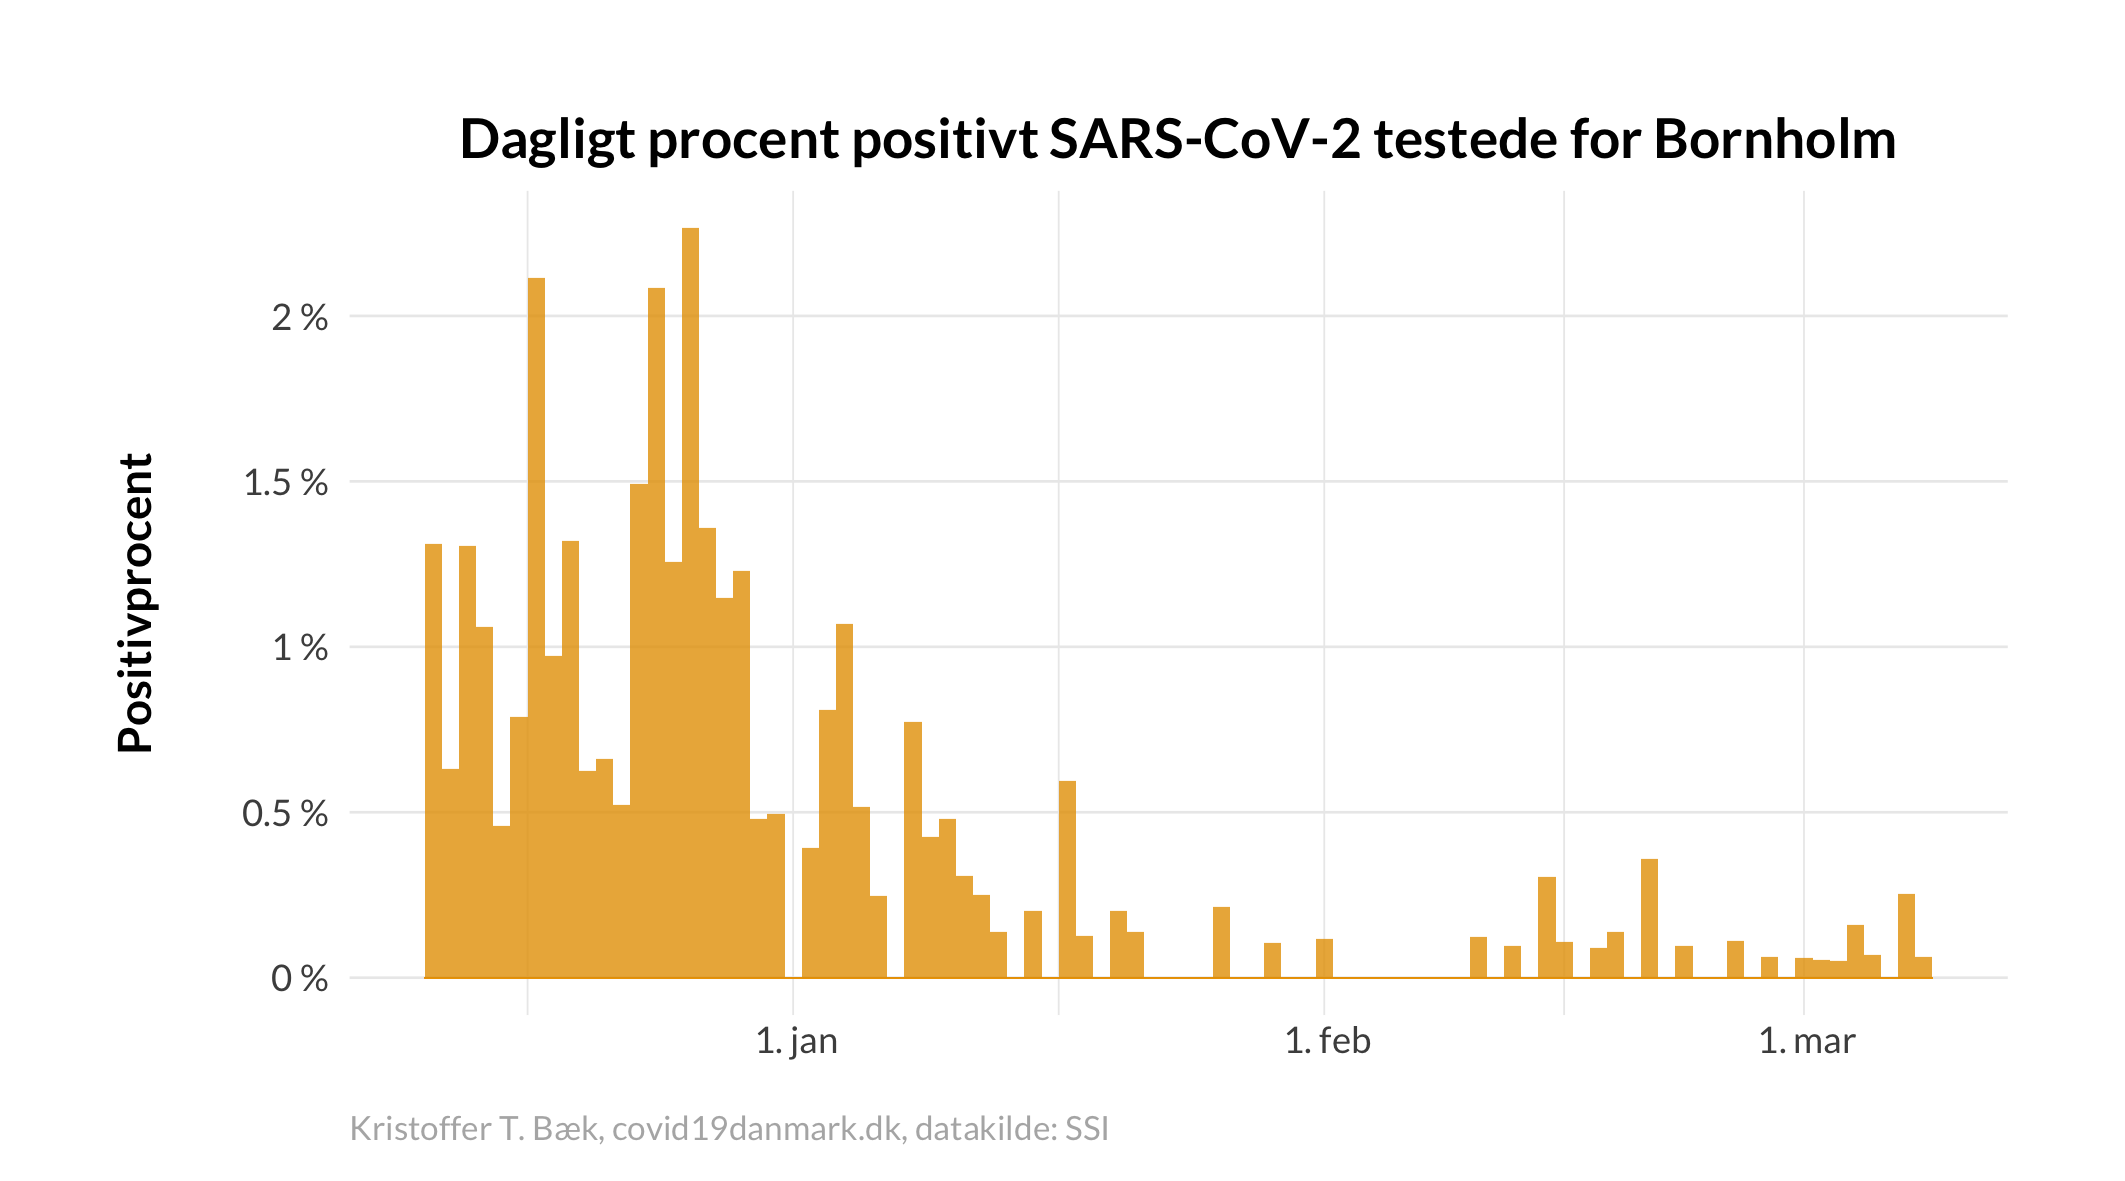 Dagligt procent positivt SARS-CoV-2 testede for Bornholm
Positivprocent
2 %
1.5 %
1 %
0.5 %
0 %
1. jan
1. feb
1. mar
Kristoffer T. Bæk, covid19danmark.dk, datakilde: SSI